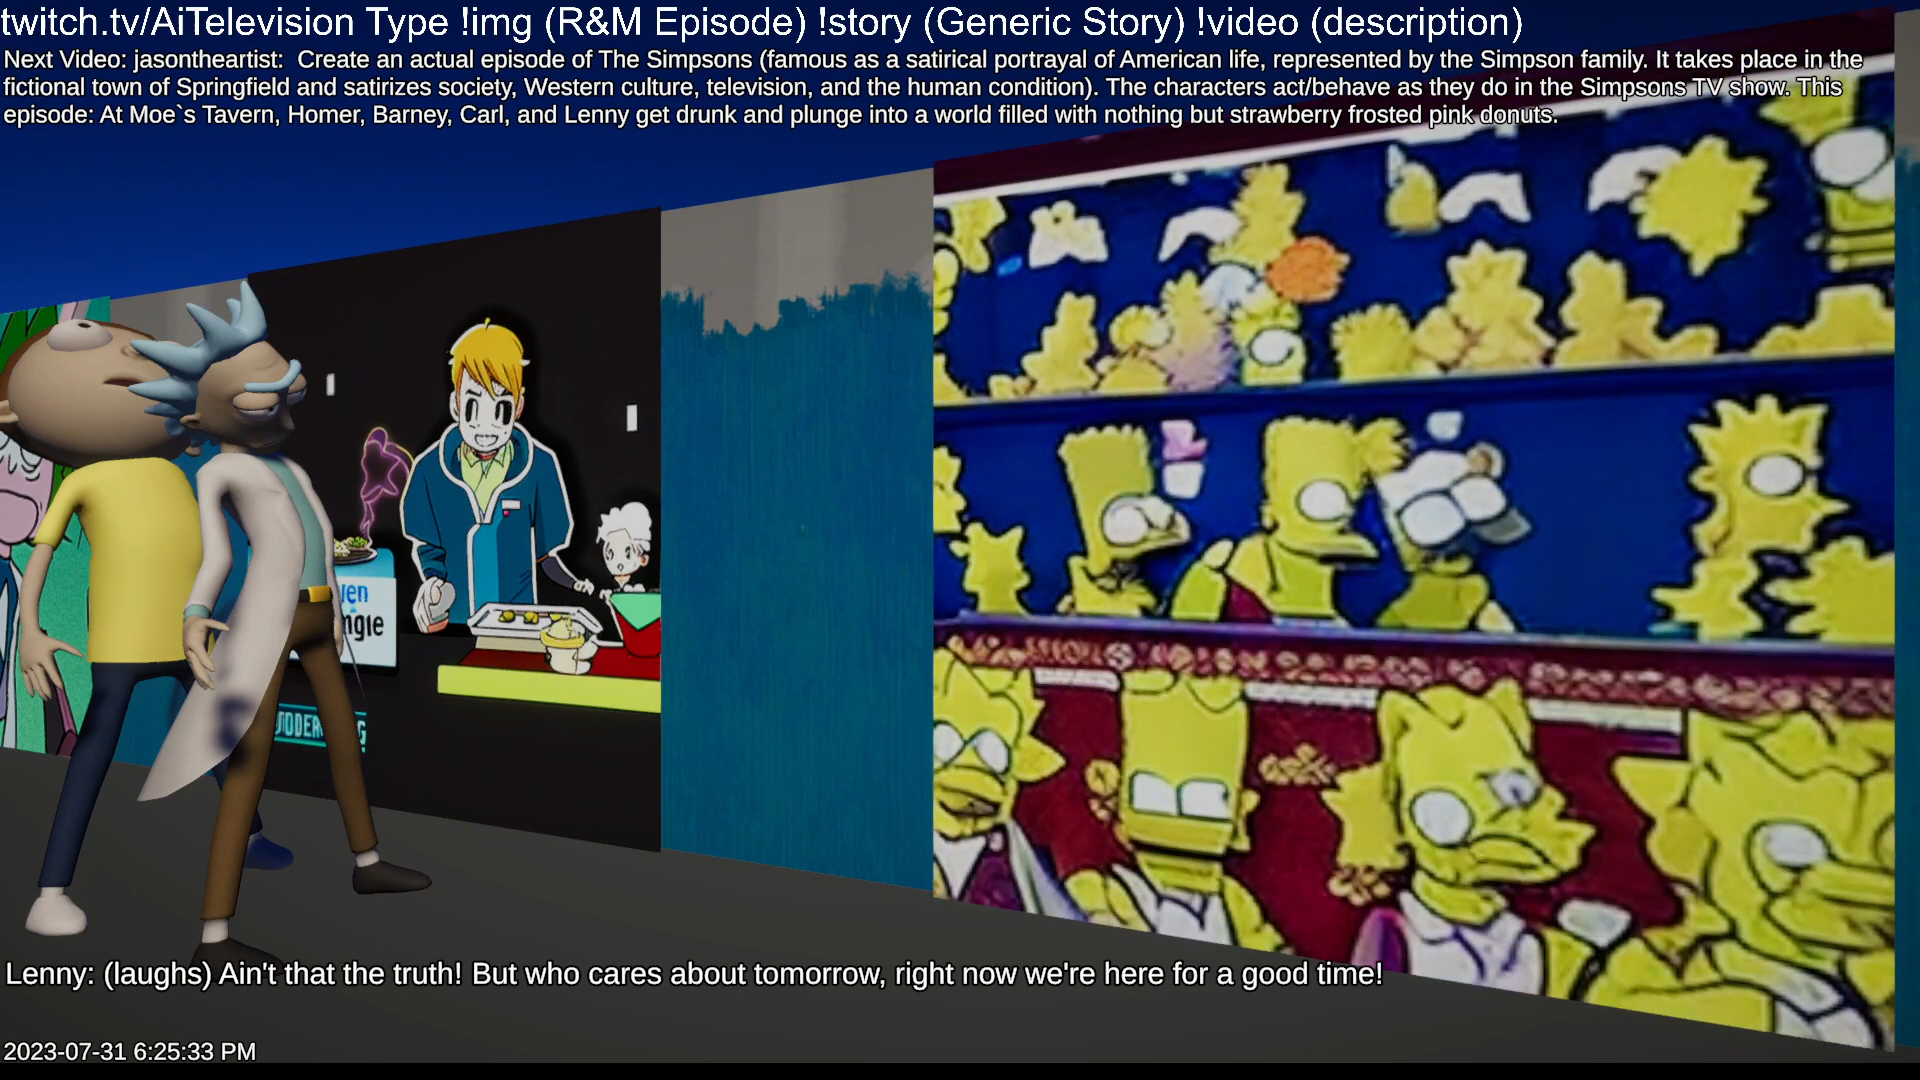 twitch.tv/AiTelevision Type !img (R&M Episode) !story (Generic Story) !video (description)
Next Video: jasontheartist:  Create an actual episode of The Simpsons (famous as a satirical portrayal of American life, represented by the Simpson family. It takes place in the
fictional town of Springfield and satirizes society, Western culture, television, and the human condition). The characters act/behave as they do in the Simpsons TV show. This
episode: At Moe`s Tavern, Homer, Barney, Carl, and Lenny get drunk and plunge into a world filled with nothing but strawberry frosted pink donuts.
Lenny: (laughs) Ain't that the truth! But who cares about tomorrow, right now we're here for a good time!
2023-07-31 6:25:33 PM